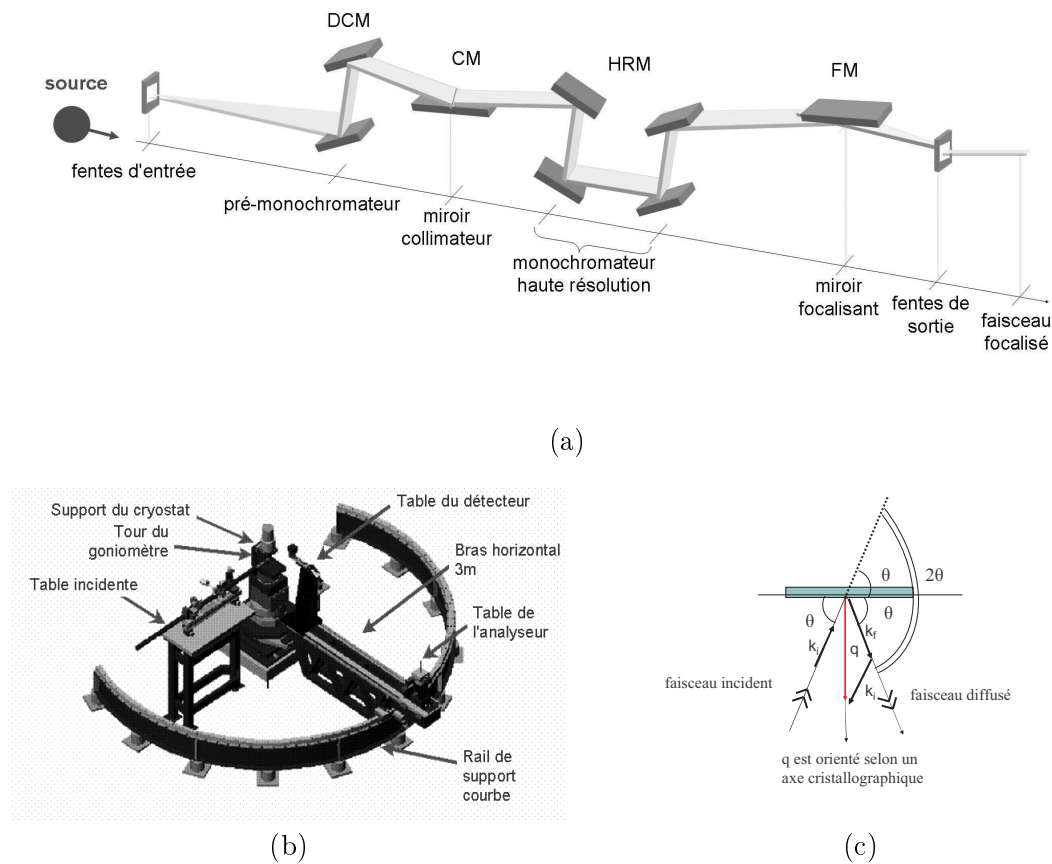 DCM
CM
HRM
FM
source
fentes d'entrée
pré-monochromateur
miroir
collimateur
monochromateur
haute résolution
miroir
focalisant
fentes de
sortie
faisceau
focalisé
(a)
Support du cryostat
Tour du
goniomètre
Table incidente
Table du détecteur
Bras horizontal
3m
Table de
l'analyseur
Rail de
support
courbe
(b)
θ
2θ
θ
θ
k_i
k_f
q
k_i
faisceau incident
faisceau diffusé
q est orienté selon un
axe cristallographique
(c)